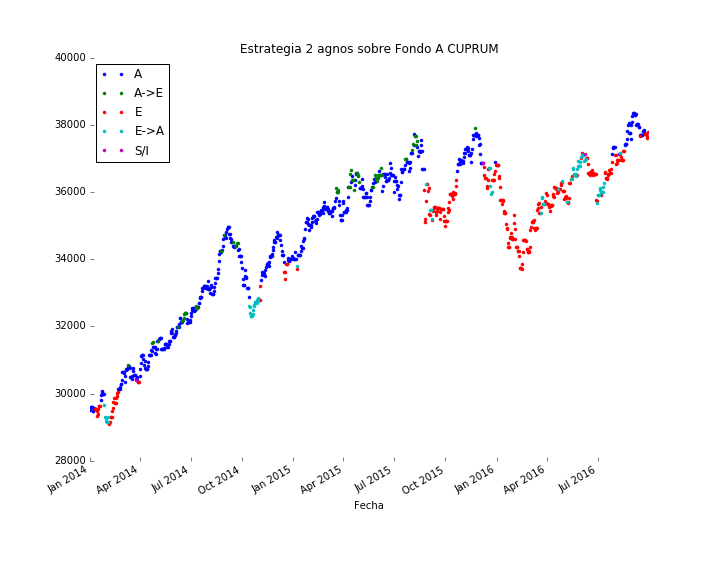 Estrategia 2 agnos sobre Fondo A CUPRUM
40000
38000
36000
34000
32000
30000
28000
A
A->E
E
E->A
S/I
Jan 2014
Apr 2014
Jul 2014
Oct 2014
Jan 2015
Apr 2015
Jul 2015
Oct 2015
Jan 2016
Apr 2016
Jul 2016
Fecha